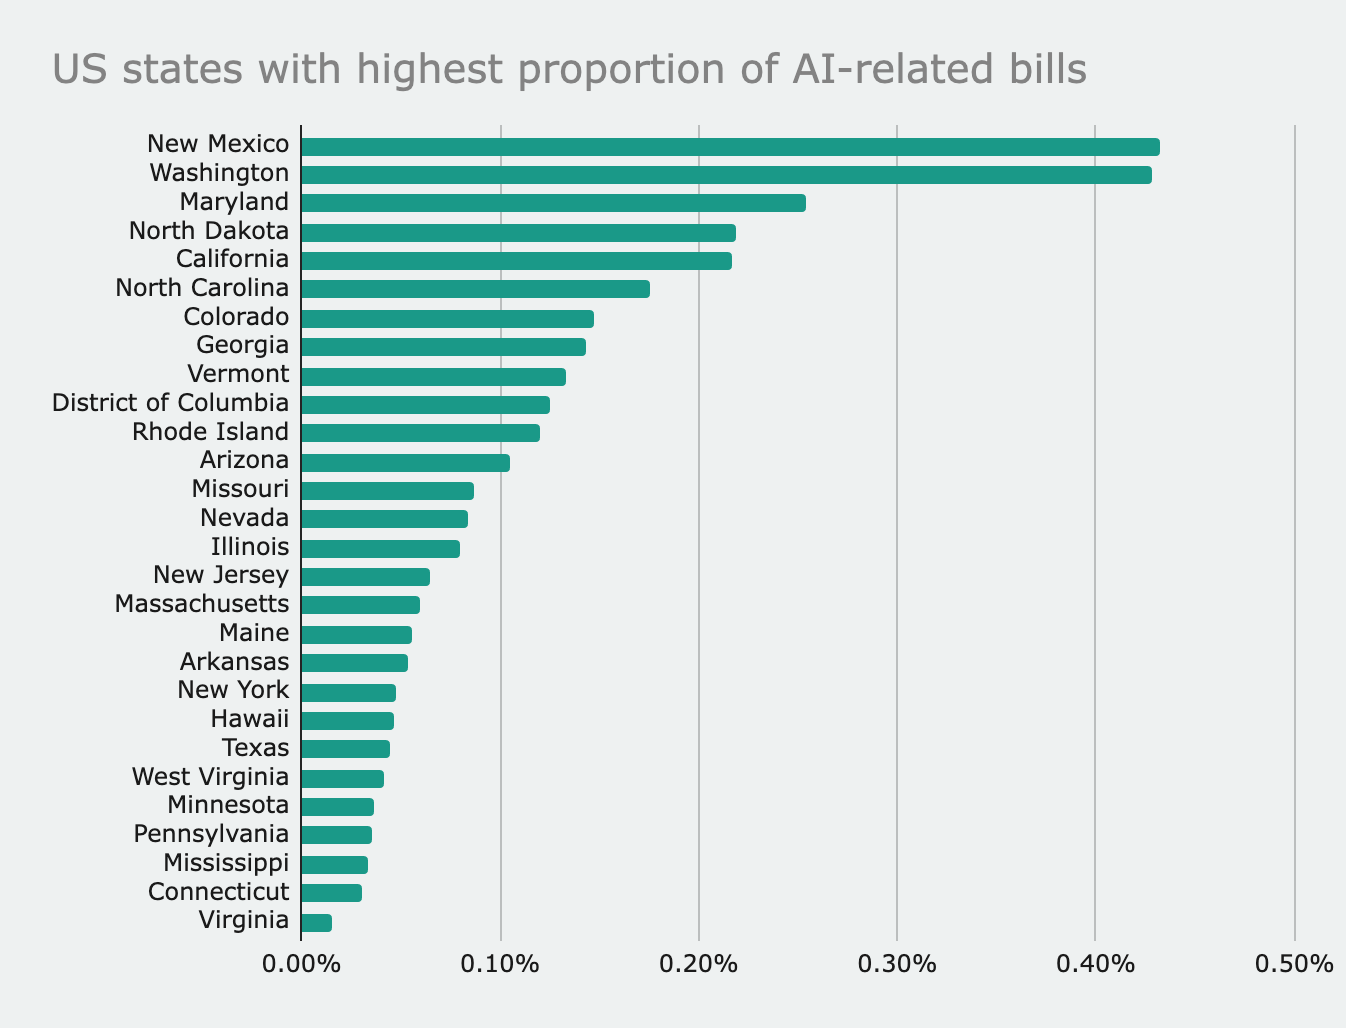 US states with highest proportion of AI-related bills
New Mexico
Washington
Maryland
North Dakota
California
North Carolina
Colorado
Georgia
Vermont
District of Columbia
Rhode Island
Arizona
Missouri
Nevada
Illinois
New Jersey
Massachusetts
Maine
Arkansas
New York
Hawaii
Texas
West Virginia
Minnesota
Pennsylvania
Mississippi
Connecticut
Virginia
0.00% 0.10% 0.20% 0.30% 0.40% 0.50%